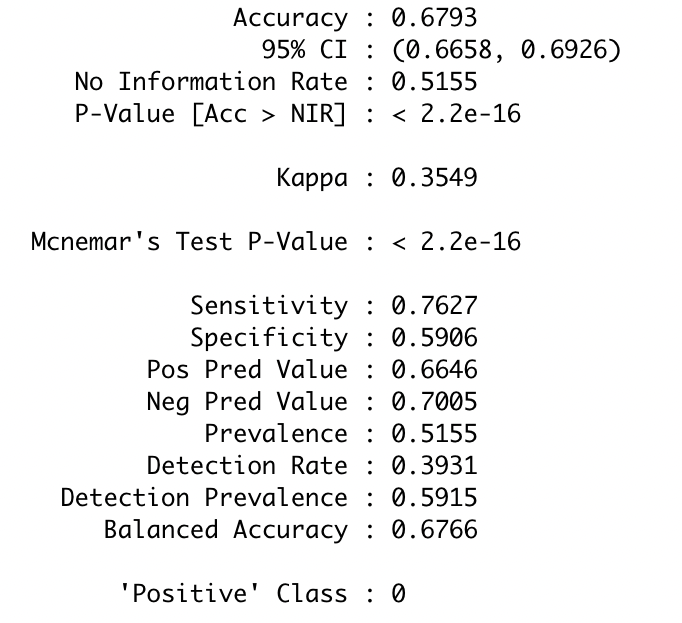 Accuracy : 0.6793
95% CI : (0.6658, 0.6926)
No Information Rate : 0.5155
P-Value [Acc > NIR] : < 2.2e-16
Kappa : 0.3549
Mcnemar's Test P-Value : < 2.2e-16
Sensitivity : 0.7627
Specificity : 0.5906
Pos Pred Value : 0.6646
Neg Pred Value : 0.7005
Prevalence : 0.5155
Detection Rate : 0.3931
Detection Prevalence : 0.5915
Balanced Accuracy : 0.6766
'Positive' Class : 0